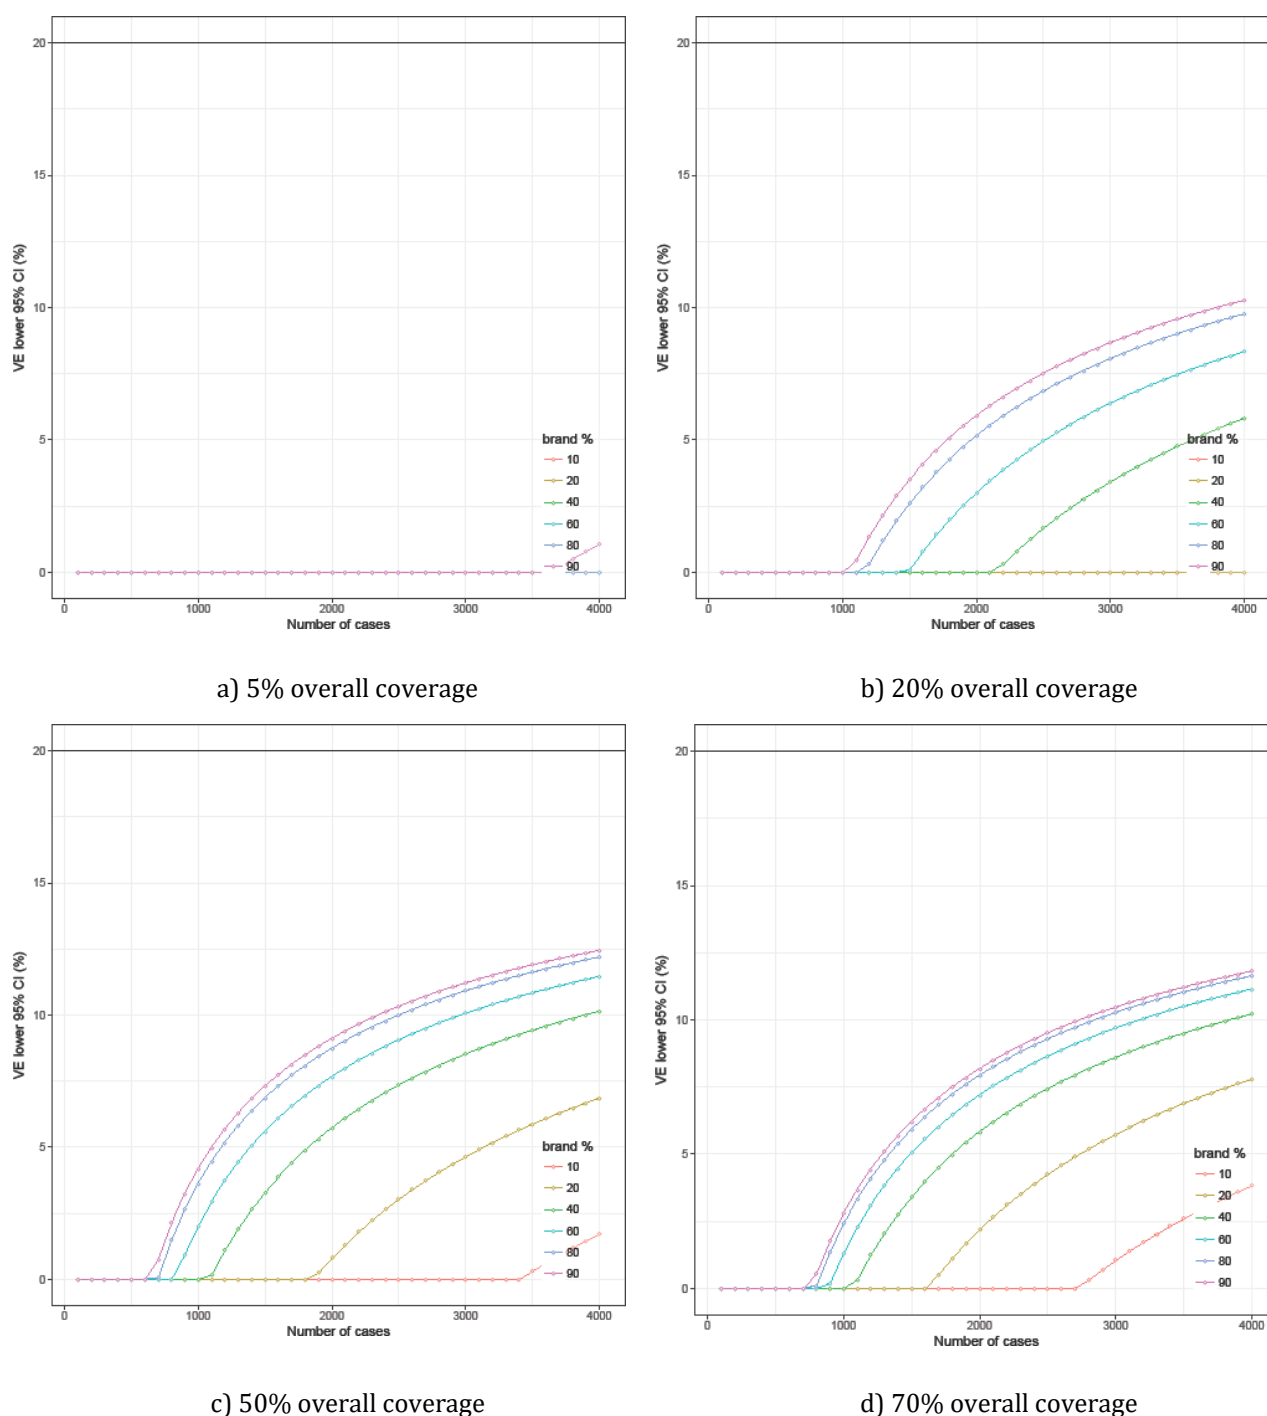 20
15
10
5
0
VE lower 95% CI (%)
brand %
10
20
40
60
80
90
0 1000 2000 3000 4000
Number of cases
a) 5% overall coverage
20
15
10
5
0
VE lower 95% CI (%)
brand %
10
20
40
60
80
90
0 1000 2000 3000 4000
Number of cases
b) 20% overall coverage
20
15
10
5
0
VE lower 95% CI (%)
brand %
10
20
40
60
80
90
0 1000 2000 3000 4000
Number of cases
c) 50% overall coverage
20
15
10
5
0
VE lower 95% CI (%)
brand %
10
20
40
60
80
90
0 1000 2000 3000 4000
Number of cases
d) 70% overall coverage